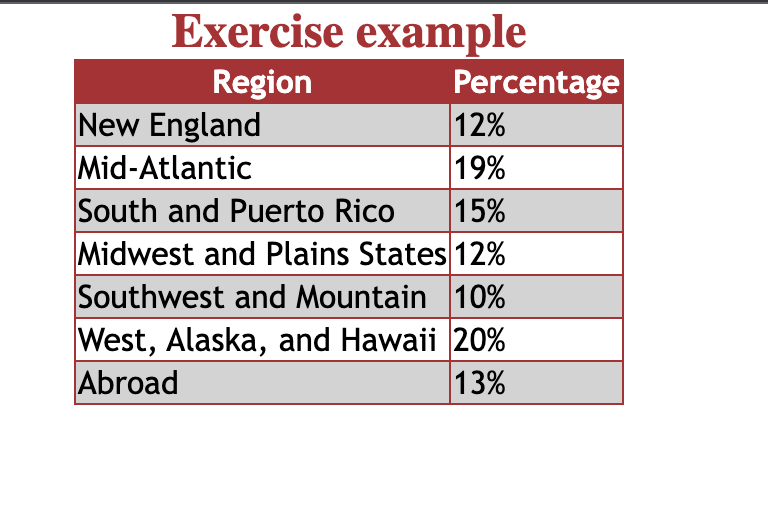 Exercise example
Region Percentage
New England 12%
Mid-Atlantic 19%
South and Puerto Rico 15%
Midwest and Plains States 12%
Southwest and Mountain 10%
West, Alaska, and Hawaii 20%
Abroad 13%